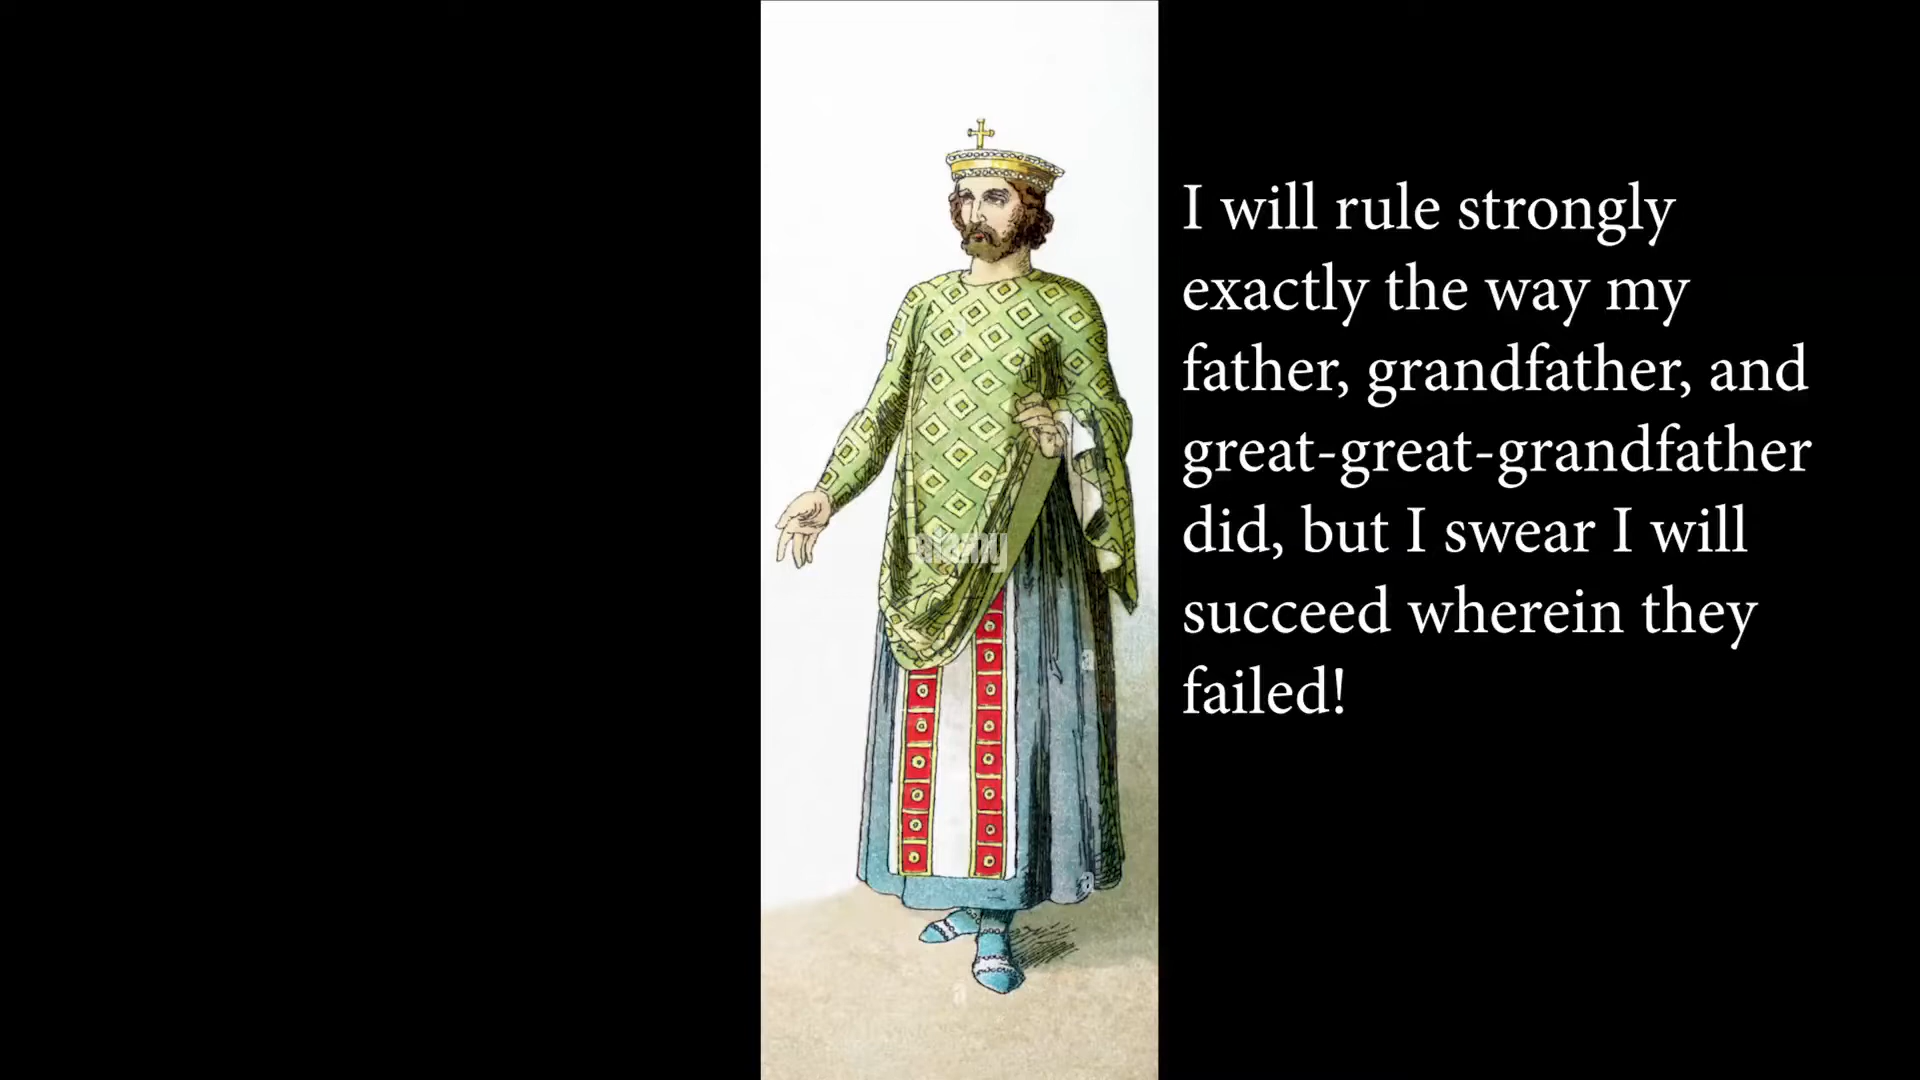 I will rule strongly
exactly the way my
father, grandfather, and
great-great-grandfather
did, but I swear I will
succeed wherein they
failed!
alamy
a
a
a